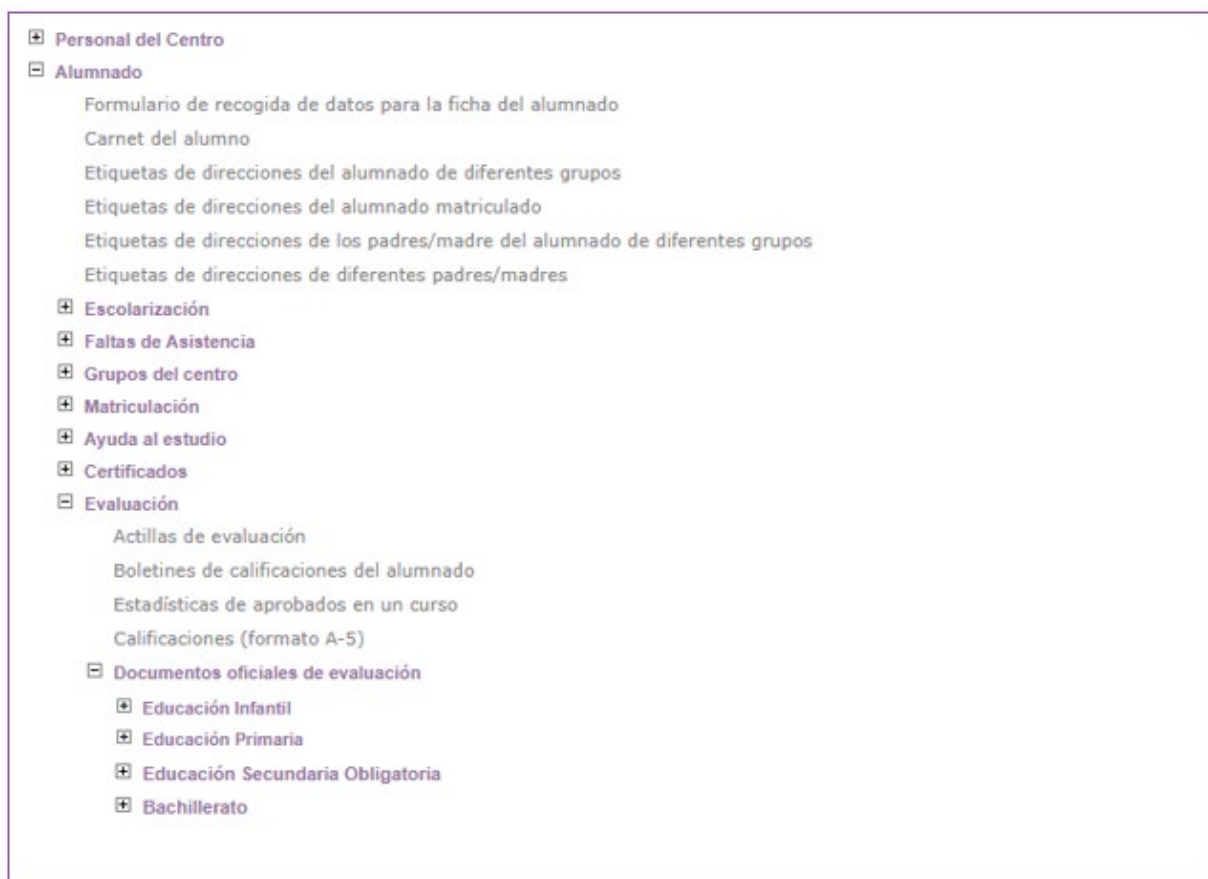 Personal del Centro
Alumnado
Formulario de recogida de datos para la ficha del alumnado
Carnet del alumno
Etiquetas de direcciones del alumnado de diferentes grupos
Etiquetas de direcciones del alumnado matriculado
Etiquetas de direcciones de los padres/madre del alumnado de diferentes grupos
Etiquetas de direcciones de diferentes padres/madres
Escolarización
Faltas de Asistencia
Grupos del centro
Matriculación
Ayuda al estudio
Certificados
Evaluación
Actillas de evaluación
Boletines de calificaciones del alumnado
Estadísticas de aprobados en un curso
Calificaciones (formato A-5)
Documentos oficiales de evaluación
Educación Infantil
Educación Primaria
Educación Secundaria Obligatoria
Bachillerato